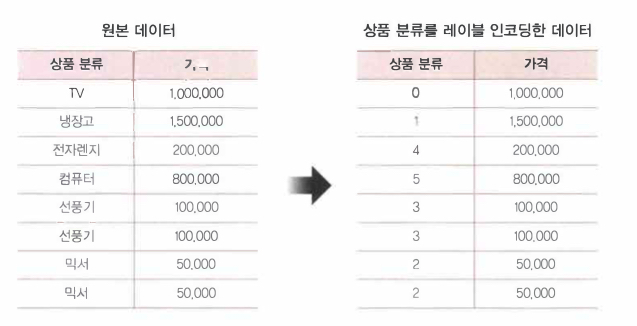 원본 데이터
상품 분류
TV 1,000,000
냉장고 1,500,000
전자렌지 200,000
컴퓨터 800,000
선풍기 100,000
선풍기 100,000
믹서 50.000
믹서 50,000
상품 분류를 레이블 인코딩한 데이터
상품 분류 가격
0 1,000,000
1 1,500,000
4 200,000
5 800,000
3 100,000
3 100,000
2 50,000
2 50,000